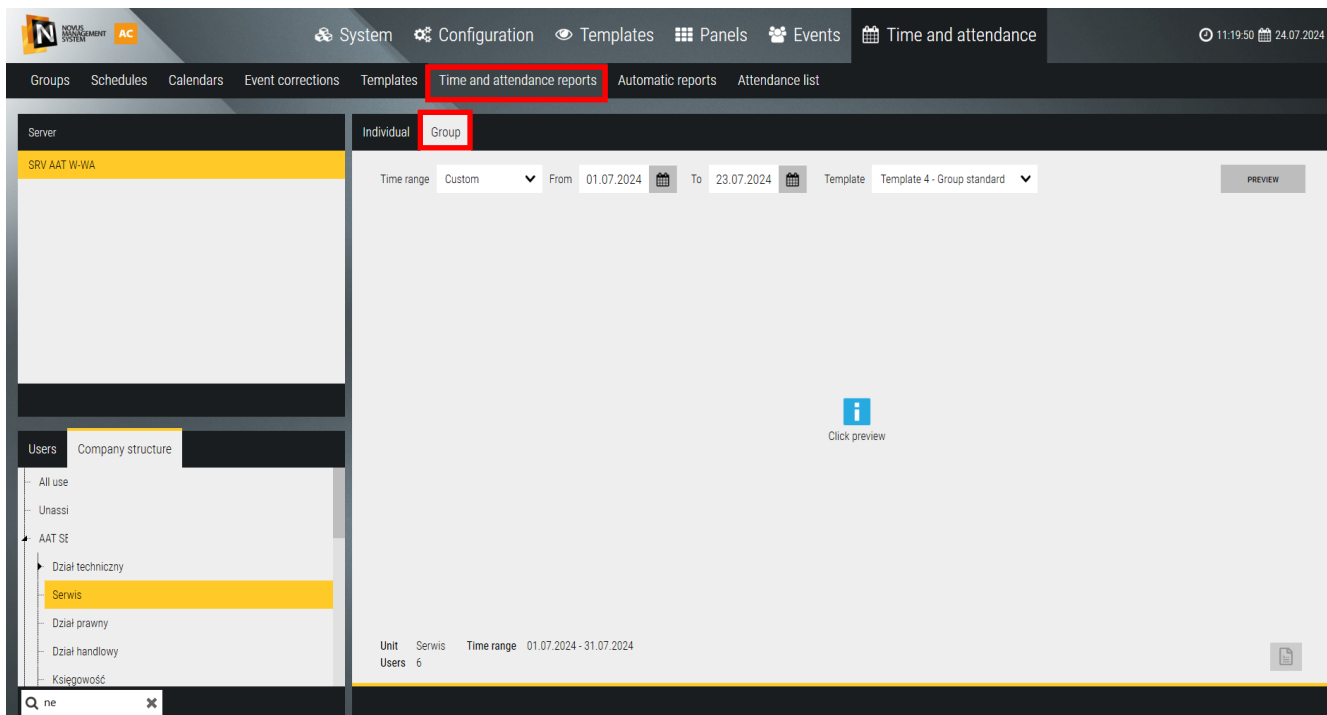 NOVUS MANAGEMENT SYSTEM AC
System Configuration Templates Panels Events Time and attendance 11:19:50 24.07.2024
Groups Schedules Calendars Event corrections Templates Time and attendance reports Automatic reports Attendance list
Server
SRV AAT W-WA
Individual Group
Time range Custom From 01.07.2024 To 23.07.2024 Template Template 4 - Group standard PREVIEW
Click preview
Users Company structure
All use
Unassi
AAT SE
Dział techniczny
Serwis
Dział prawny
Dział handlowy
Księgowość
ne
Unit Serwis Time range 01.07.2024 - 31.07.2024
Users 6